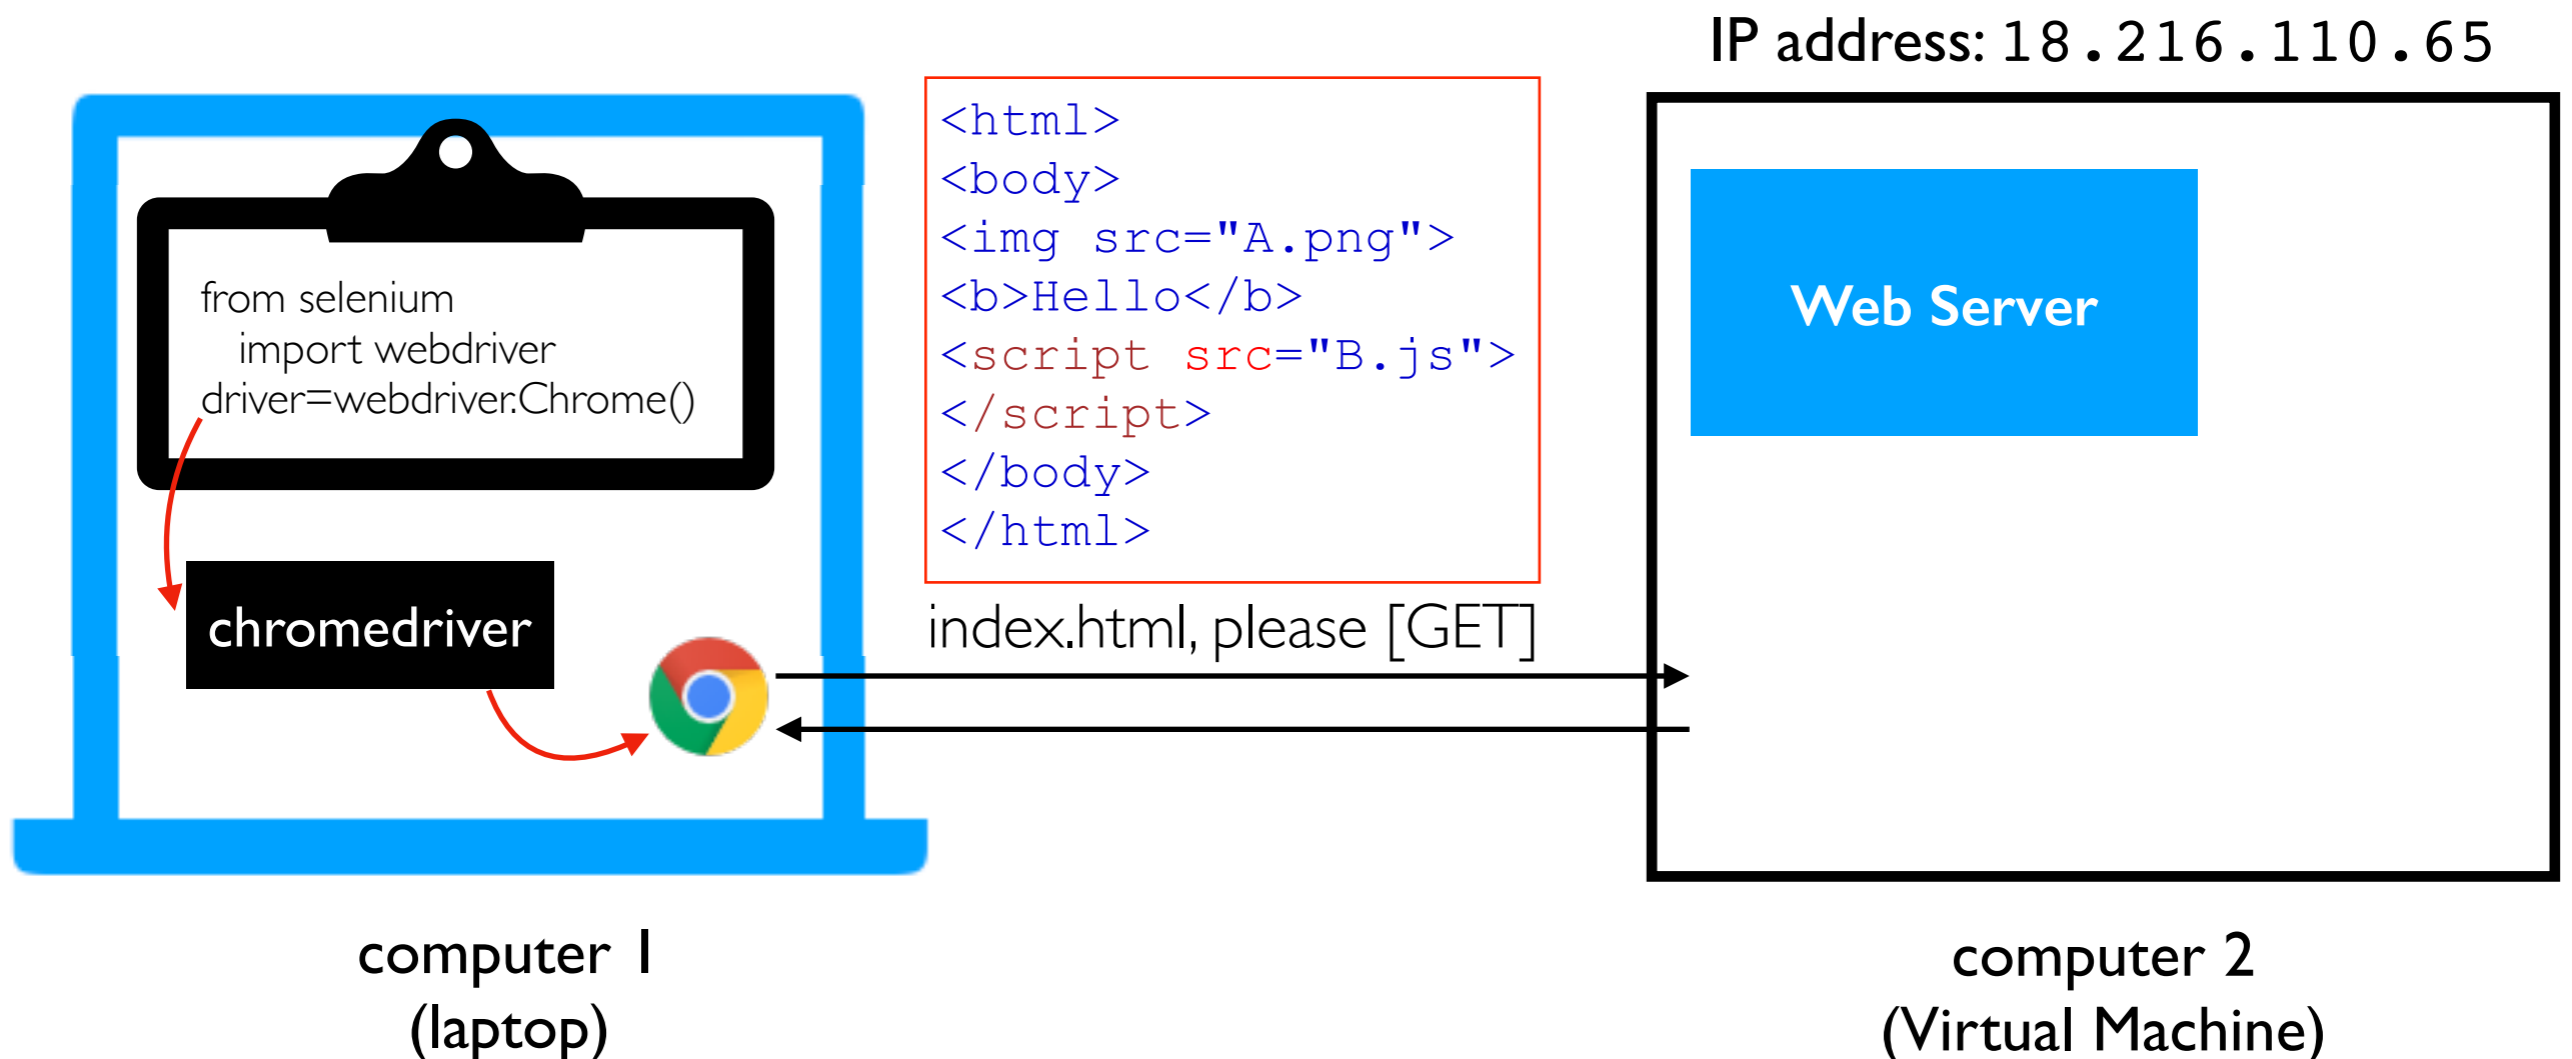 IP address: 18.216.110.65
from selenium
import webdriver
driver=webdriver.Chrome()
chromedriver
<html>
<body>
<img src="A.png">
<b>Hello</b>
<script src="B.js">
</script>
</body>
</html>
index.html, please [GET]
Web Server
computer 1
(laptop)
computer 2
(Virtual Machine)